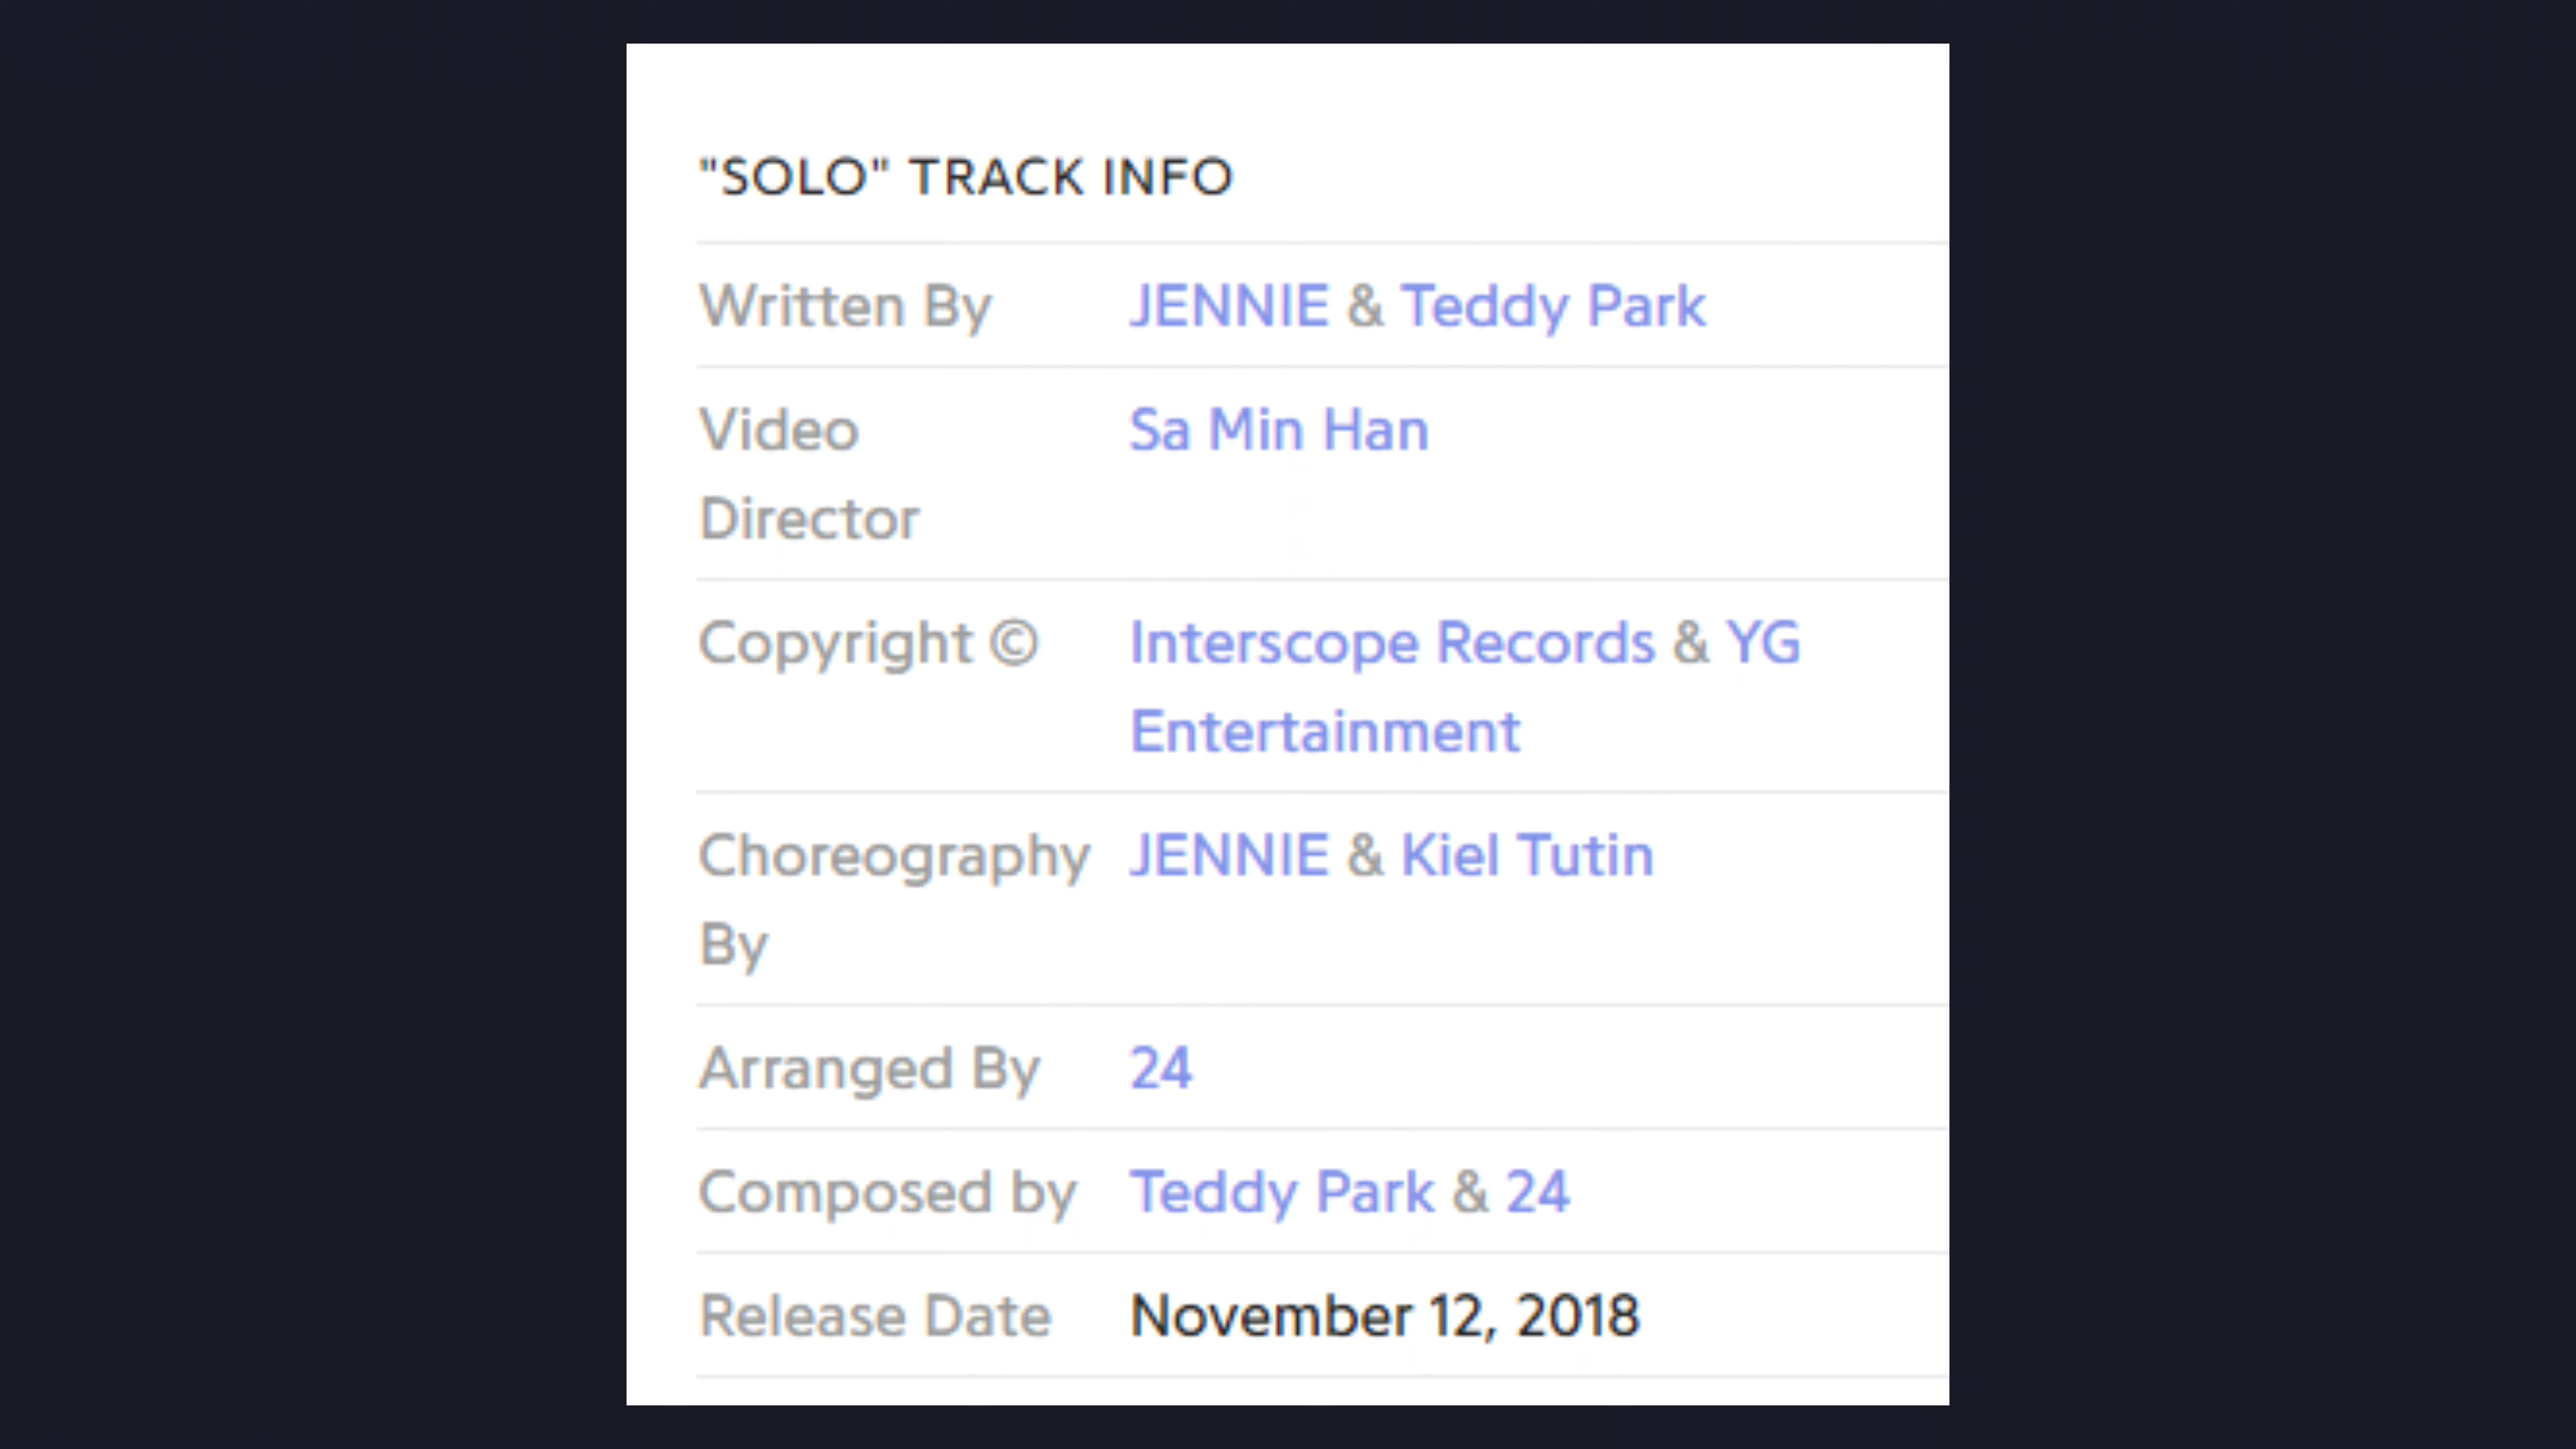 "SOLO" TRACK INFO
Written By JENNIE & Teddy Park
Video Sa Min Han
Director
Copyright © Interscope Records & YG
Entertainment
Choreography JENNIE & Kiel Tutin
By
Arranged By 24
Composed by Teddy Park & 24
Release Date November 12, 2018